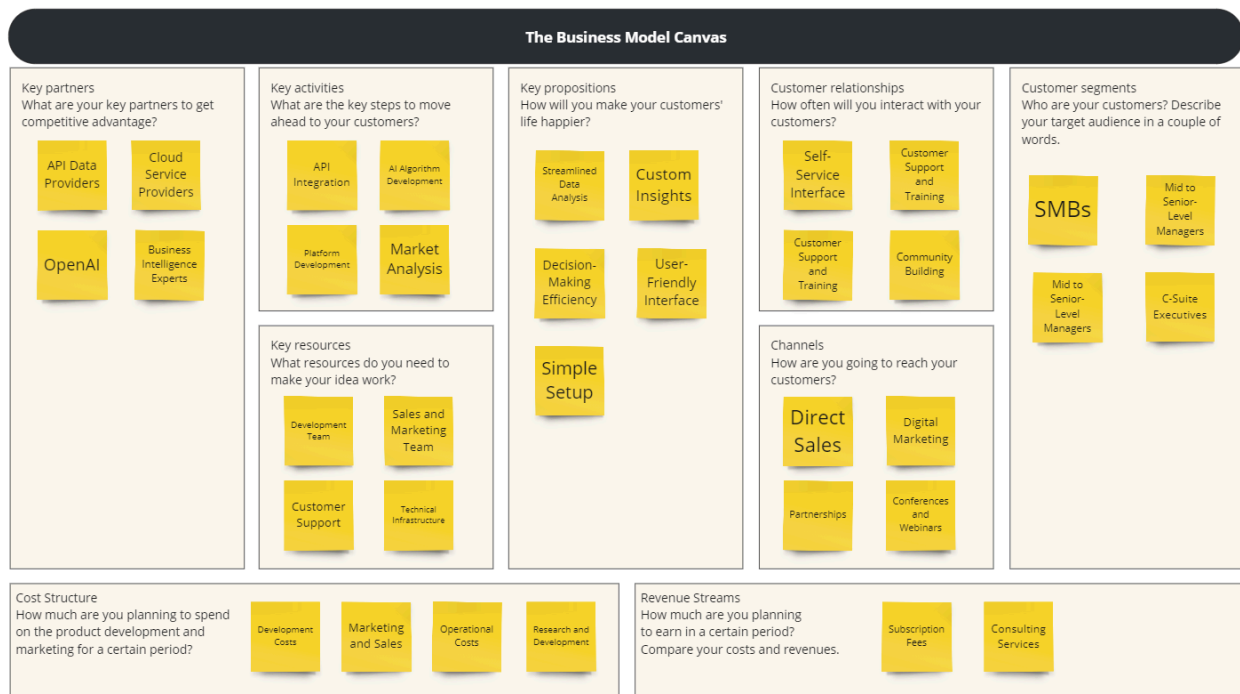 The Business Model Canvas
Key partners
What are your key partners to get
competitive advantage?
API Data
Providers
Cloud
Service
Providers
OpenAI
Business
Intelligence
Experts
Key activities
What are the key steps to move
ahead to your customers?
API
Integration
AI Algorithm
Development
Platform
Development
Market
Analysis
Key resources
What resources do you need to
make your idea work?
Development
Team
Sales and
Marketing
Team
Customer
Support
Technical
Infrastructure
Key propositions
How will you make your customers'
life happier?
Streamlined
Data
Analysis
Custom
Insights
Decision-
Making
Efficiency
User-
Friendly
Interface
Simple
Setup
Customer relationships
How often will you interact with your
customers?
Self-
Service
Interface
Customer
Support
and
Training
Customer
Support
and
Training
Community
Building
Channels
How are you going to reach your
customers?
Direct
Sales
Digital
Marketing
Partnerships
Conferences
and
Webinars
Customer segments
Who are your customers? Describe
your target audience in a couple of
words.
SMBs
Mid to
Senior-
Level
Managers
Mid to
Senior-
Level
Managers
C-Suite
Executives
Cost Structure
How much are you planning to spend
on the product development and
marketing for a certain period?
Development
Costs
Marketing
and Sales
Operational
Costs
Research and
Development
Revenue Streams
How much are you planning
to earn in a certain period?
Compare your costs and revenues.
Subscription
Fees
Consulting
Services